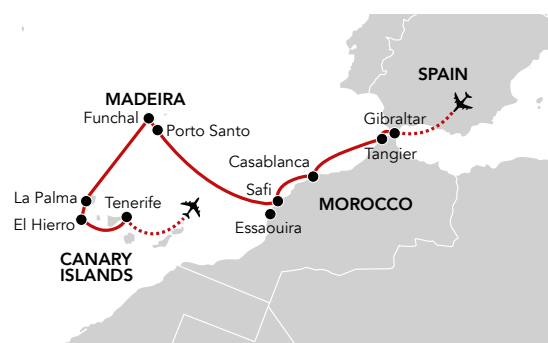 SPAIN
MADEIRA
Funchal
Porto Santo
Gibraltar
Tangier
Casablanca
La Palma
Tenerife
Safi
MOROCCO
El Hierro
Essaouira
CANARY
ISLANDS